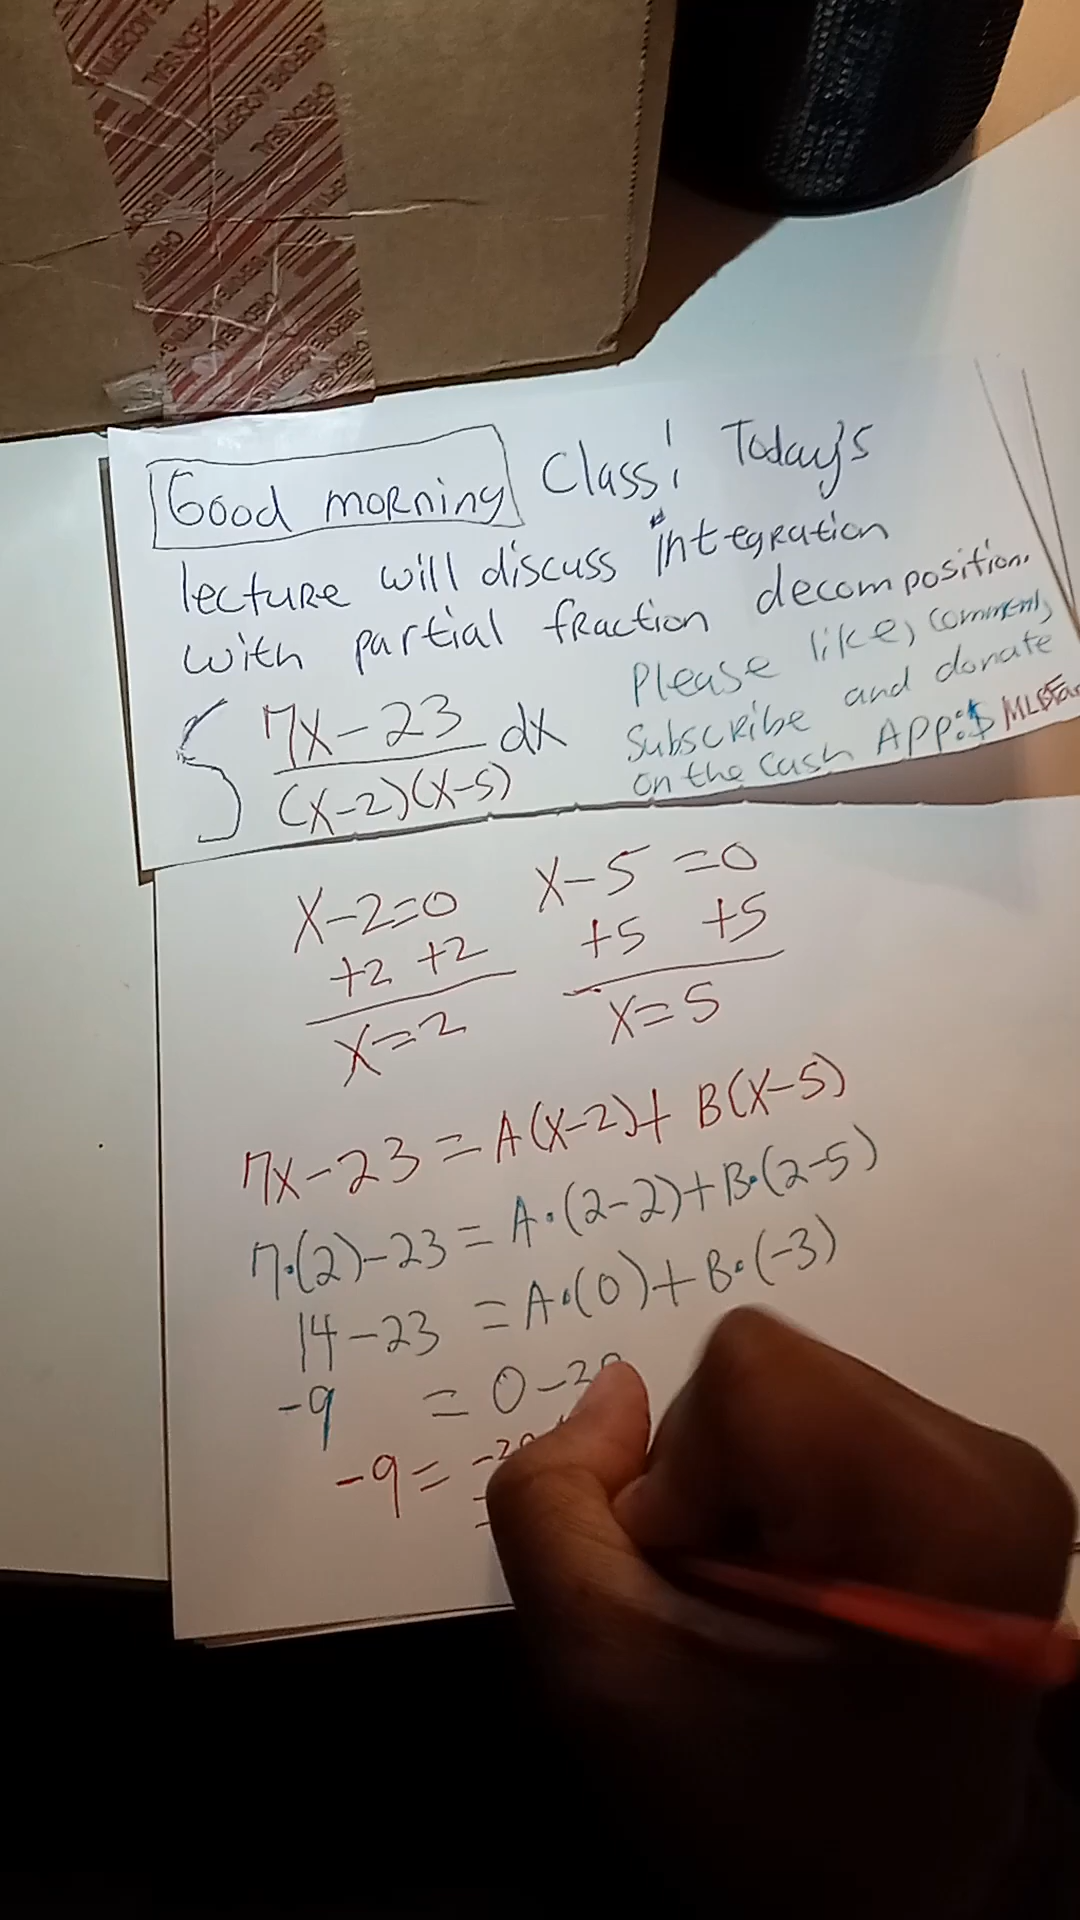 Good morning Class! Today's
lecture will discuss integration
with partial fraction decomposition.
Please like, comment,
subscribe and donate
on the Cash App: $
∫ 7x-23 dx
(x-2)(x-5)
x-2=0 x-5=0
+2 +2 +5 +5
x=2 x=5
7x-23=A(x-2)+B(x-5)
7·(2)-23=A·(2-2)+B·(2-5)
14-23=A·(0)+B·(-3)
-9 = 0-
-9=